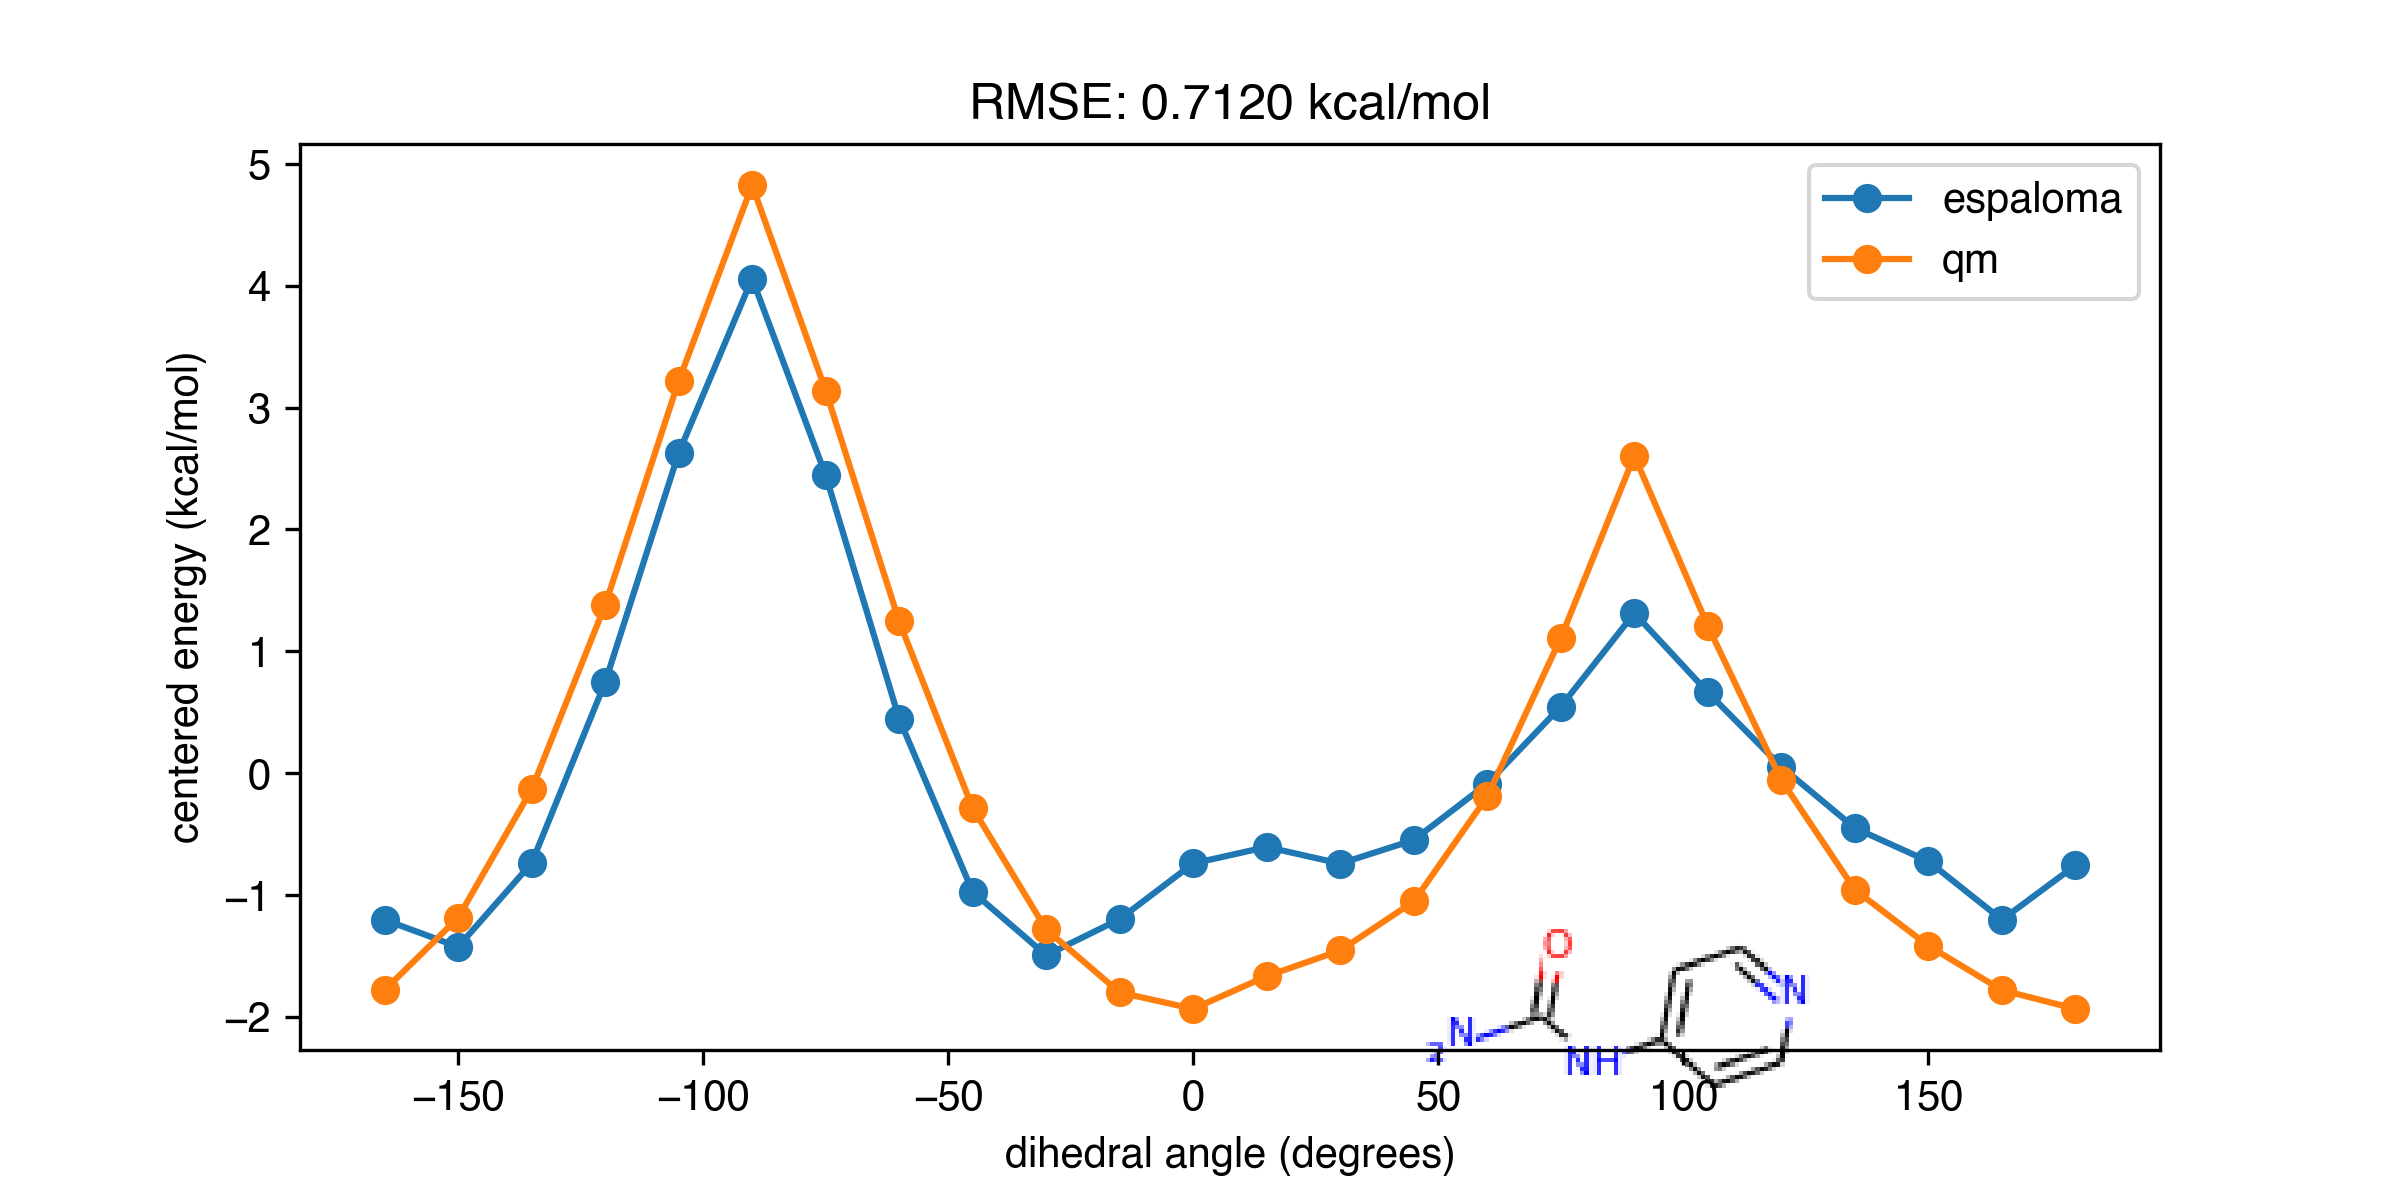 RMSE: 0.7120 kcal/mol
espaloma
qm
5
4
3
2
1
0
−1
−2
centered energy (kcal/mol)
O
N
N
2
NH
−150
−100
−50
0
50
100
150
dihedral angle (degrees)